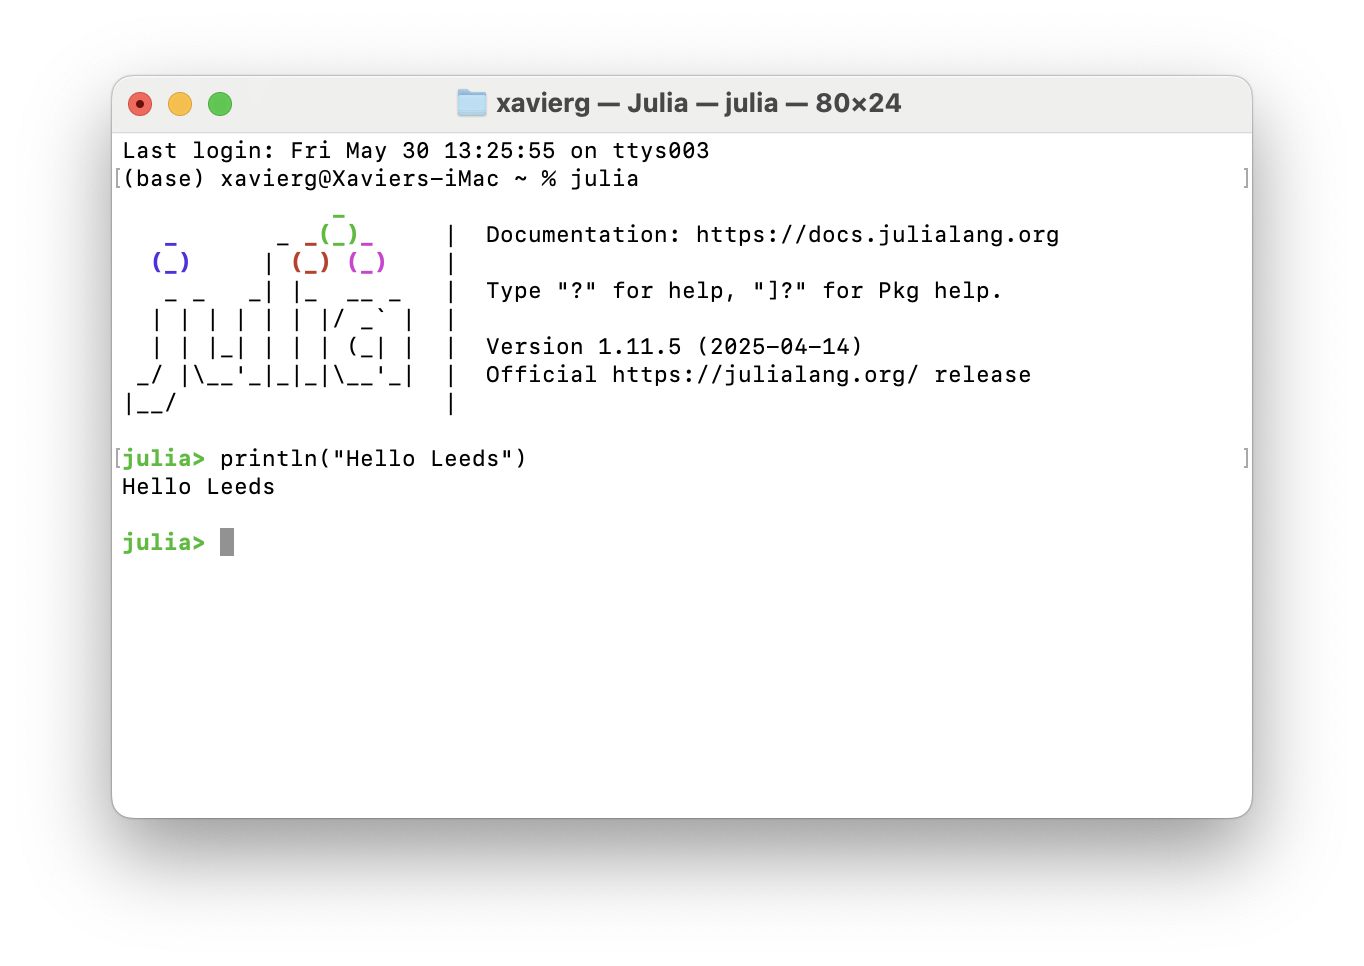 xavierg — Julia — julia — 80×24
Last login: Fri May 30 13:25:55 on ttys003
(base) xavierg@Xaviers-iMac ~ % julia
               _
   _       _ _(_)_     |  Documentation: https://docs.julialang.org
  (_)     | (_) (_)    |
   _ _   _| |_  __ _   |  Type "?" for help, "]?" for Pkg help.
  | | | | | | |/ _` |  |
  | | |_| | | | (_| |  |  Version 1.11.5 (2025-04-14)
 _/ |\__'_|_|_|\__'_|  |  Official https://julialang.org/ release
|__/                   |
julia> println("Hello Leeds")
Hello Leeds
julia>